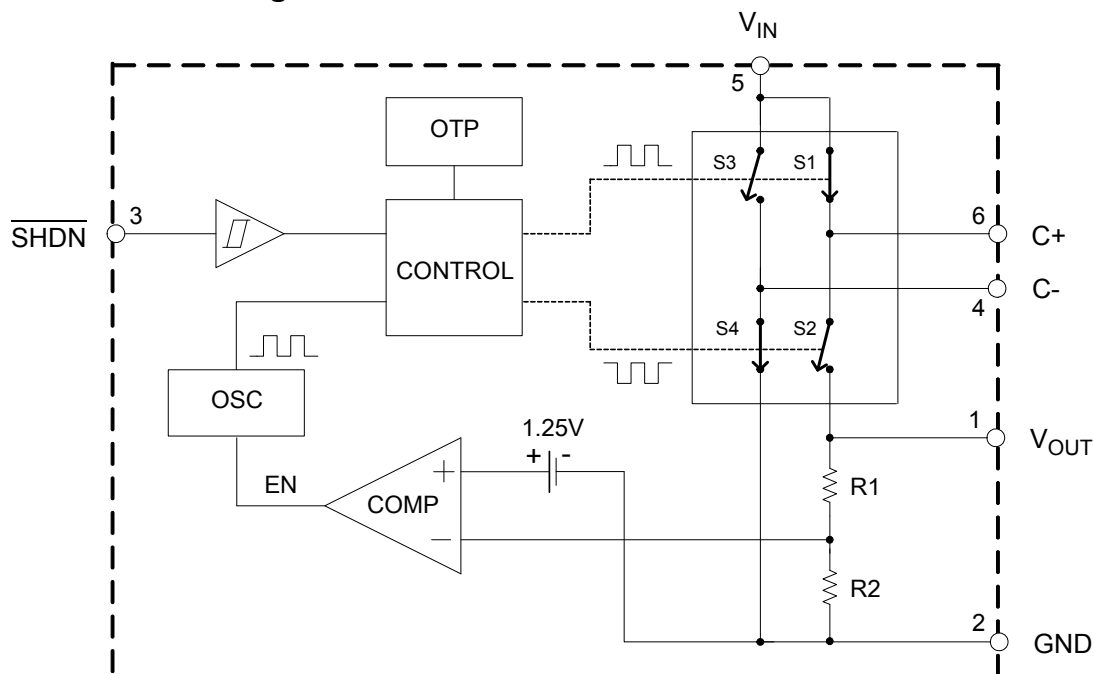 V_IN
5
OTP
S3
S1
SHDN
3
6
C+
CONTROL
C-
4
S4
S2
OSC
1.25V
+ -
1
V_OUT
EN
+
COMP
R1
−
R2
2
GND